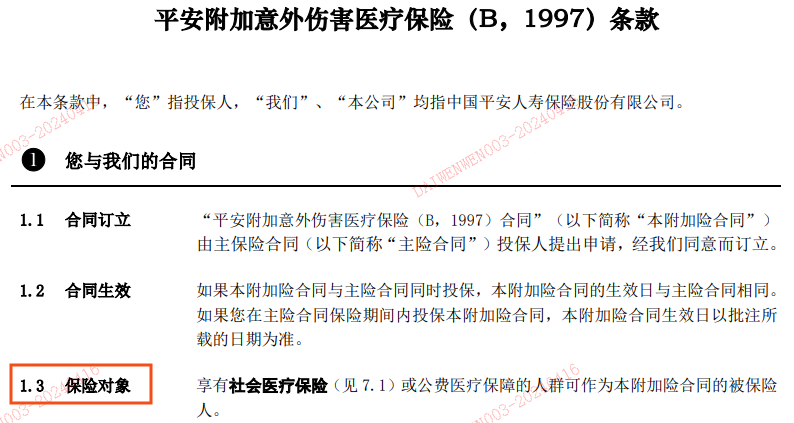 平安附加意外伤害医疗保险（B，1997）条款
在本条款中，“您”指投保人，“我们”、“本公司”均指中国平安人寿保险股份有限公司。
❶ 您与我们的合同
1.1 合同订立 “平安附加意外伤害医疗保险（B，1997）合同”（以下简称“本附加险合同”）
由主保险合同（以下简称“主险合同”）投保人提出申请，经我们同意而订立。
1.2 合同生效 如果本附加险合同与主险合同同时投保，本附加险合同的生效日与主险合同相同。
如果您在主险合同保险期间内投保本附加险合同，本附加险合同生效日以批注所
载的日期为准。
1.3 保险对象 享有社会医疗保险（见 7.1）或公费医疗保障的人群可作为本附加险合同的被保险
人。
N003-20240416
DAIWENWEN003-20240416
003-20240416
WEN003-20240416